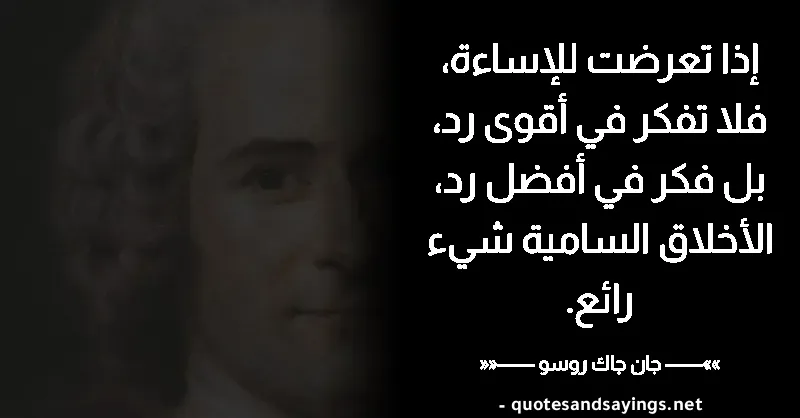 إذا تعرضت للإساءة،
فلا تفكر في أقوى رد،
بل فكر في أفضل رد،
الأخلاق السامية شيء
رائع.
»»—— جان جاك روسو ——««
- quotesandsayings.net